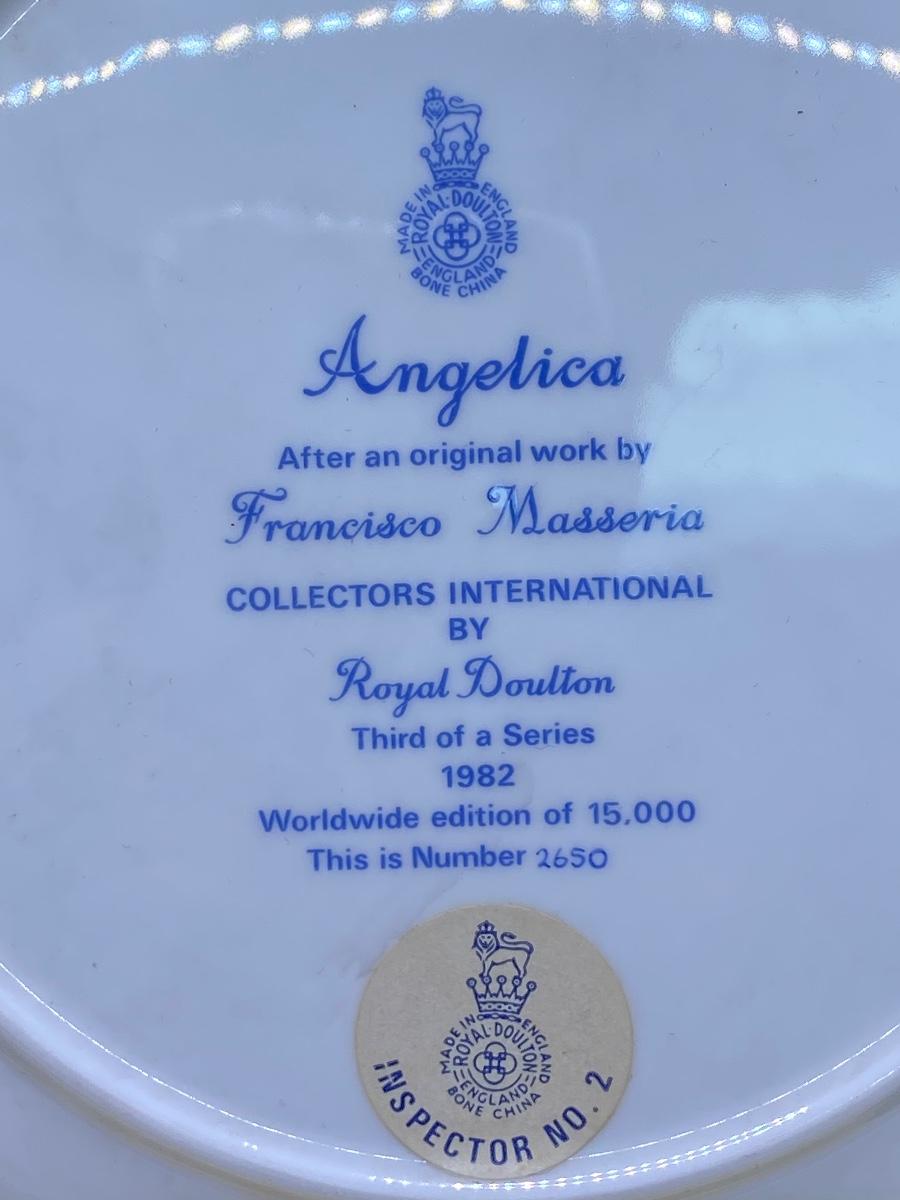 MADE IN ENGLAND
ROYAL·DOULTON
ENGLAND
BONE CHINA
Angelica
After an original work by
Francisco Masseria
COLLECTORS INTERNATIONAL
BY
Royal Doulton
Third of a Series
1982
Worldwide edition of 15,000
This is Number 2650
MADE IN ENGLAND
ROYAL·DOULTON
ENGLAND
BONE CHINA
INSPECTOR NO. 2